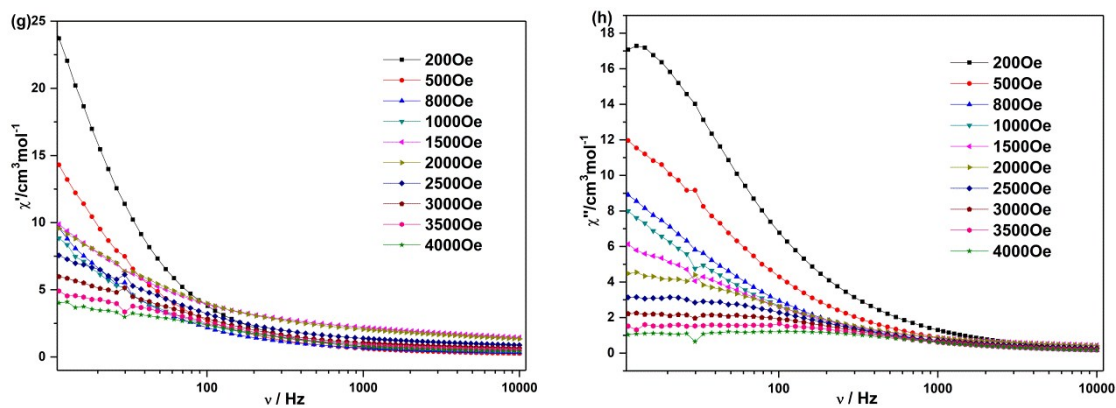 (g)
χ'/cm³mol⁻¹
25
20
15
10
5
0
100
1000
10000
ν / Hz
200Oe
500Oe
800Oe
1000Oe
1500Oe
2000Oe
2500Oe
3000Oe
3500Oe
4000Oe
(h)
χ''/cm³mol⁻¹
18
16
14
12
10
8
6
4
2
0
100
1000
10000
ν / Hz
200Oe
500Oe
800Oe
1000Oe
1500Oe
2000Oe
2500Oe
3000Oe
3500Oe
4000Oe